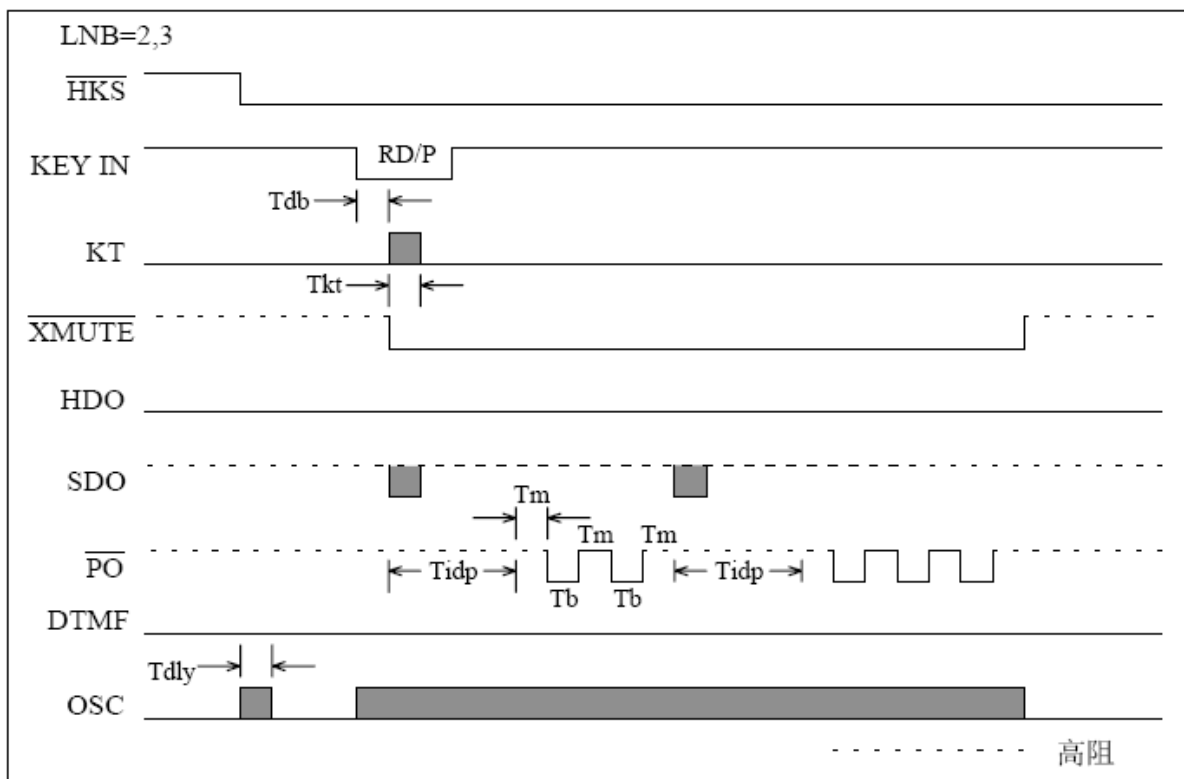 LNB=2,3
HKS
KEY IN
RD/P
Tdb
KT
Tkt
XMUTE
HDO
SDO
Tm
Tm
Tm
PO
Tidp
Tidp
Tb
Tb
DTMF
Tdly
OSC
高阻